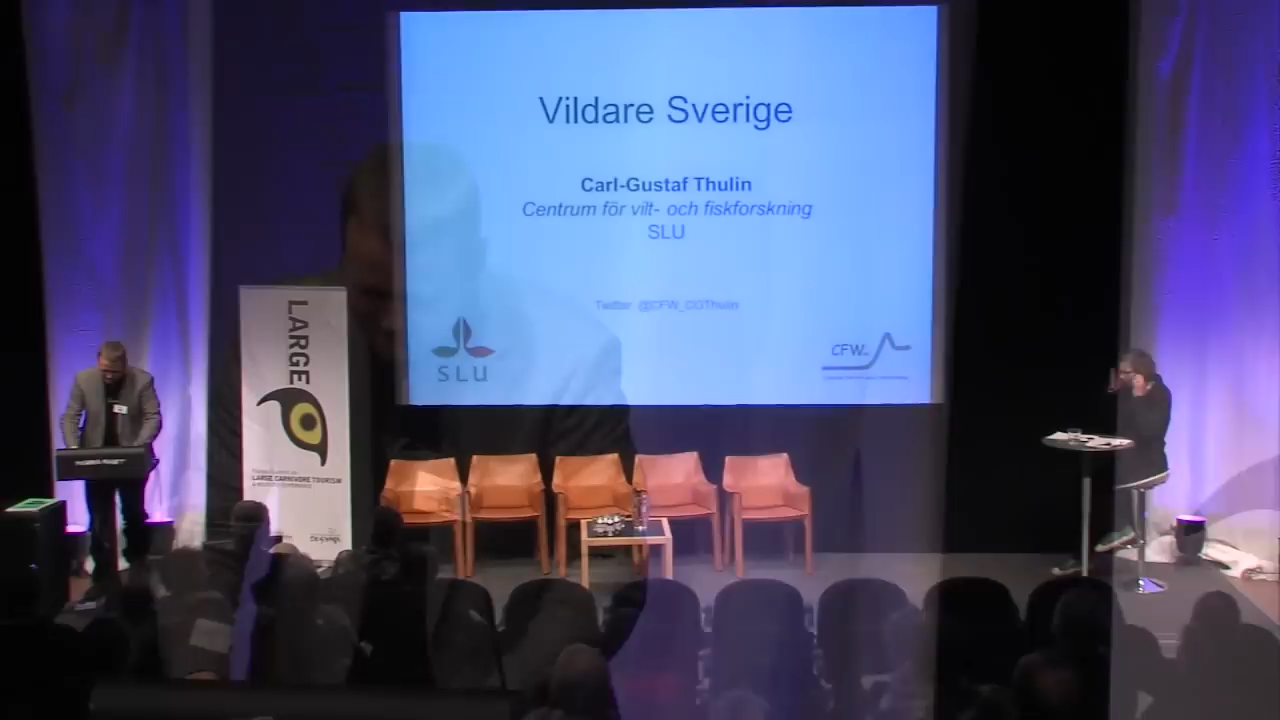 Vildare Sverige
Carl-Gustaf Thulin
Centrum för vilt- och fiskforskning
SLU
Twitter @CFW_CGThulin
SLU
CFW
LARGE
LARGE CARNIVORE TOURISM